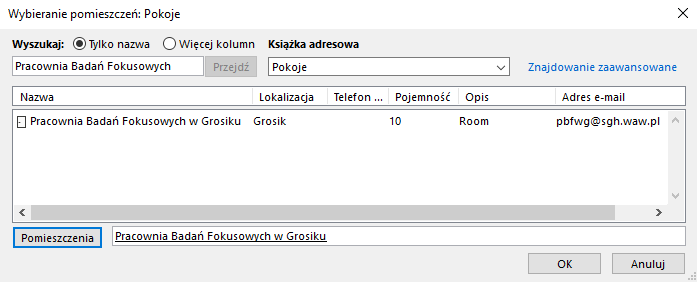 Wybieranie pomieszczeń: Pokoje
Wyszukaj: Tylko nazwa Więcej kolumn Książka adresowa
Pracownia Badań Fokusowych Przejdź Pokoje Znajdowanie zaawansowane
Nazwa Lokalizacja Telefon ... Pojemność Opis Adres e-mail
Pracownia Badań Fokusowych w Grosiku Grosik 10 Room pbfwg@sgh.waw.pl
Pomieszczenia Pracownia Badań Fokusowych w Grosiku
OK Anuluj